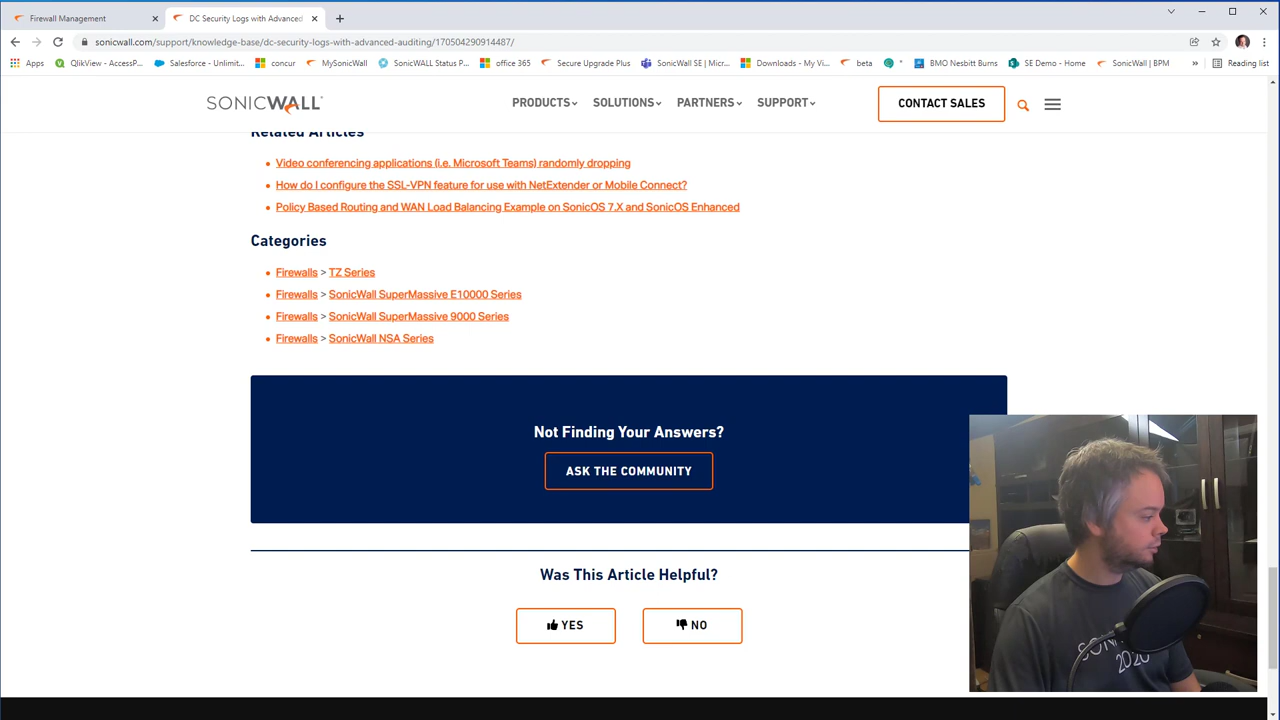 Firewall Management
DC Security Logs with Advanced
sonicwall.com/support/knowledge-base/dc-security-logs-with-advanced-auditing/170504290914487/
Apps
QlikView - AccessP...
Salesforce - Unlimit...
concur
MySonicWall
SonicWALL Status P...
office 365
Secure Upgrade Plus
SonicWall SE | Micr...
Downloads - My Vi...
beta
BMO Nesbitt Burns
SE Demo - Home
SonicWall | BPM
»
Reading list
SONICWALL
PRODUCTS
SOLUTIONS
PARTNERS
SUPPORT
CONTACT SALES
Related Articles
Video conferencing applications (i.e. Microsoft Teams) randomly dropping
How do I configure the SSL-VPN feature for use with NetExtender or Mobile Connect?
Policy Based Routing and WAN Load Balancing Example on SonicOS 7.X and SonicOS Enhanced
Categories
Firewalls > TZ Series
Firewalls > SonicWall SuperMassive E10000 Series
Firewalls > SonicWall SuperMassive 9000 Series
Firewalls > SonicWall NSA Series
Not Finding Your Answers?
ASK THE COMMUNITY
Was This Article Helpful?
YES
NO
2020